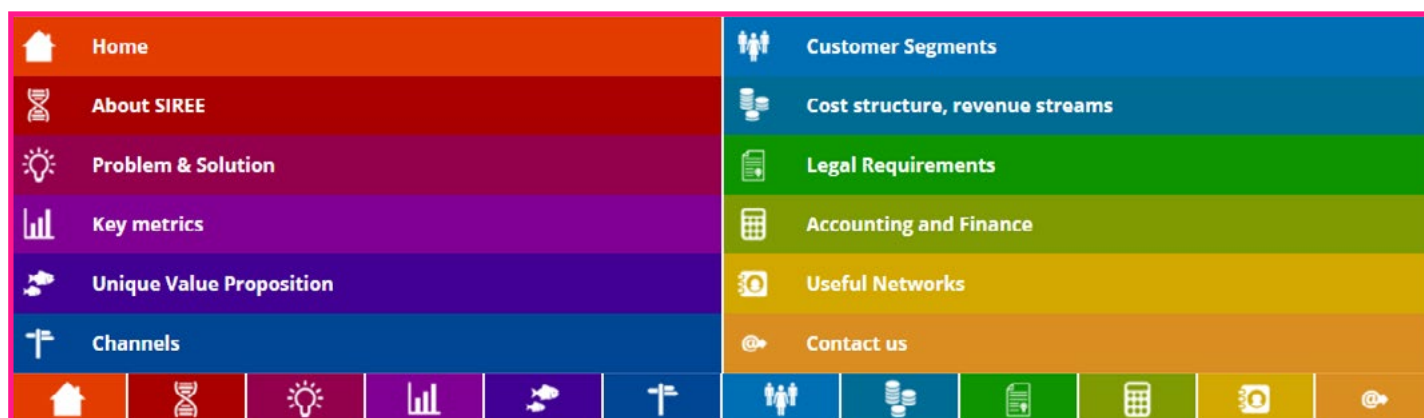 Home
About SIREE
Problem & Solution
Key metrics
Unique Value Proposition
Channels
Customer Segments
Cost structure, revenue streams
Legal Requirements
Accounting and Finance
Useful Networks
Contact us